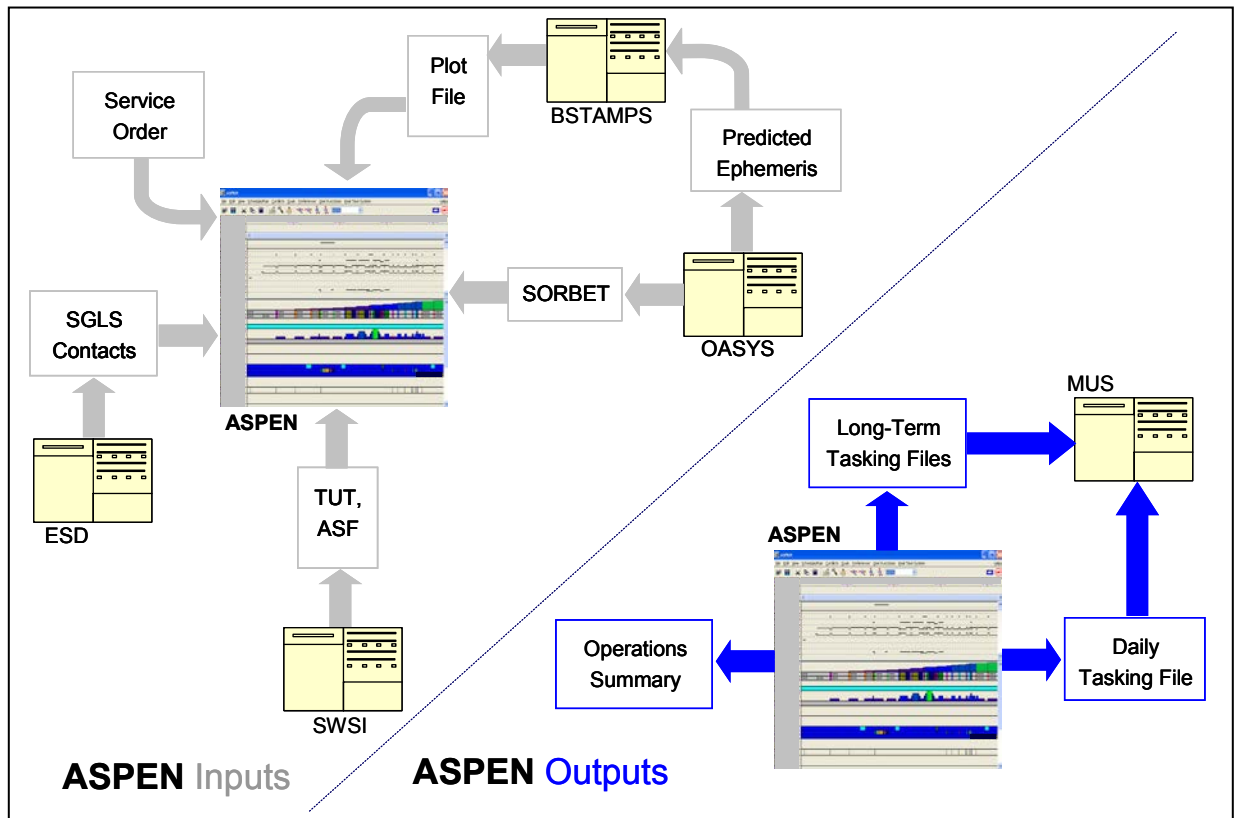 Service
Order
Plot
File
BSTAMPS
Predicted
Ephemeris
SORBET
OASYS
SGLS
Contacts
ESD
ASPEN
TUT,
ASF
SWSI
ASPEN Inputs
MUS
Long-Term
Tasking Files
ASPEN
Operations
Summary
Daily
Tasking File
ASPEN Outputs